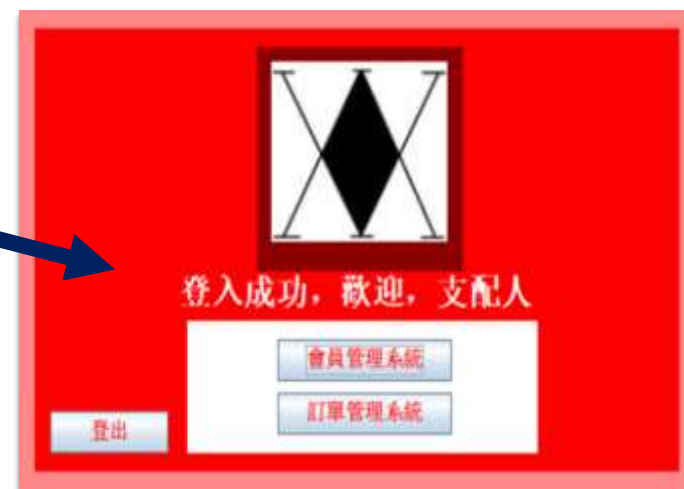 登入成功，歡迎，支配人
會員管理系統
訂單管理系統
登出